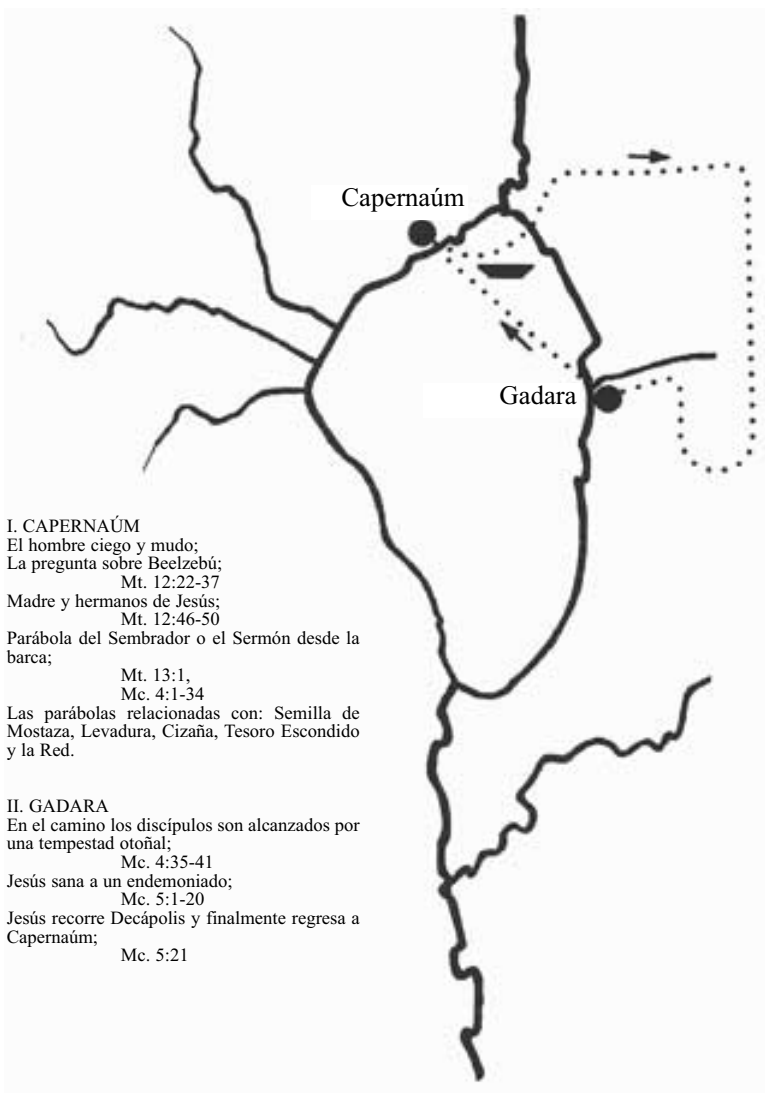 Capernaúm
Gadara
I. CAPERNAÚM
El hombre ciego y mudo;
La pregunta sobre Beelzebú;
Mt. 12:22-37
Madre y hermanos de Jesús;
Mt. 12:46-50
Parábola del Sembrador o el Sermón desde la
barca;
Mt. 13:1,
Mc. 4:1-34
Las parábolas relacionadas con: Semilla de
Mostaza, Levadura, Cizaña, Tesoro Escondido
y la Red.
II. GADARA
En el camino los discípulos son alcanzados por
una tempestad otoñal;
Mc. 4:35-41
Jesús sana a un endemoniado;
Mc. 5:1-20
Jesús recorre Decápolis y finalmente regresa a
Capernaúm;
Mc. 5:21